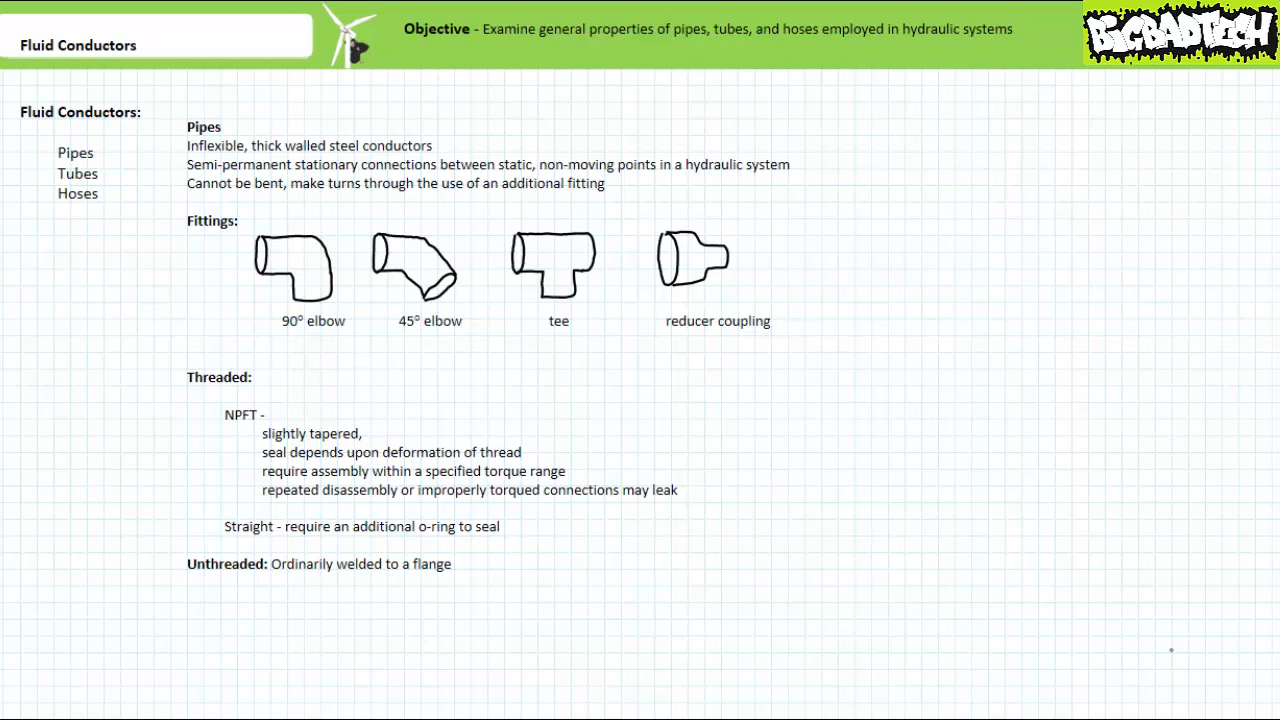 Fluid Conductors
Objective - Examine general properties of pipes, tubes, and hoses employed in hydraulic systems
BIGBADTECH
Fluid Conductors:
Pipes
Tubes
Hoses
Pipes
Inflexible, thick walled steel conductors
Semi-permanent stationary connections between static, non-moving points in a hydraulic system
Cannot be bent, make turns through the use of an additional fitting
Fittings:
90° elbow
45° elbow
tee
reducer coupling
Threaded:
NPFT -
slightly tapered,
seal depends upon deformation of thread
require assembly within a specified torque range
repeated disassembly or improperly torqued connections may leak
Straight - require an additional o-ring to seal
Unthreaded: Ordinarily welded to a flange